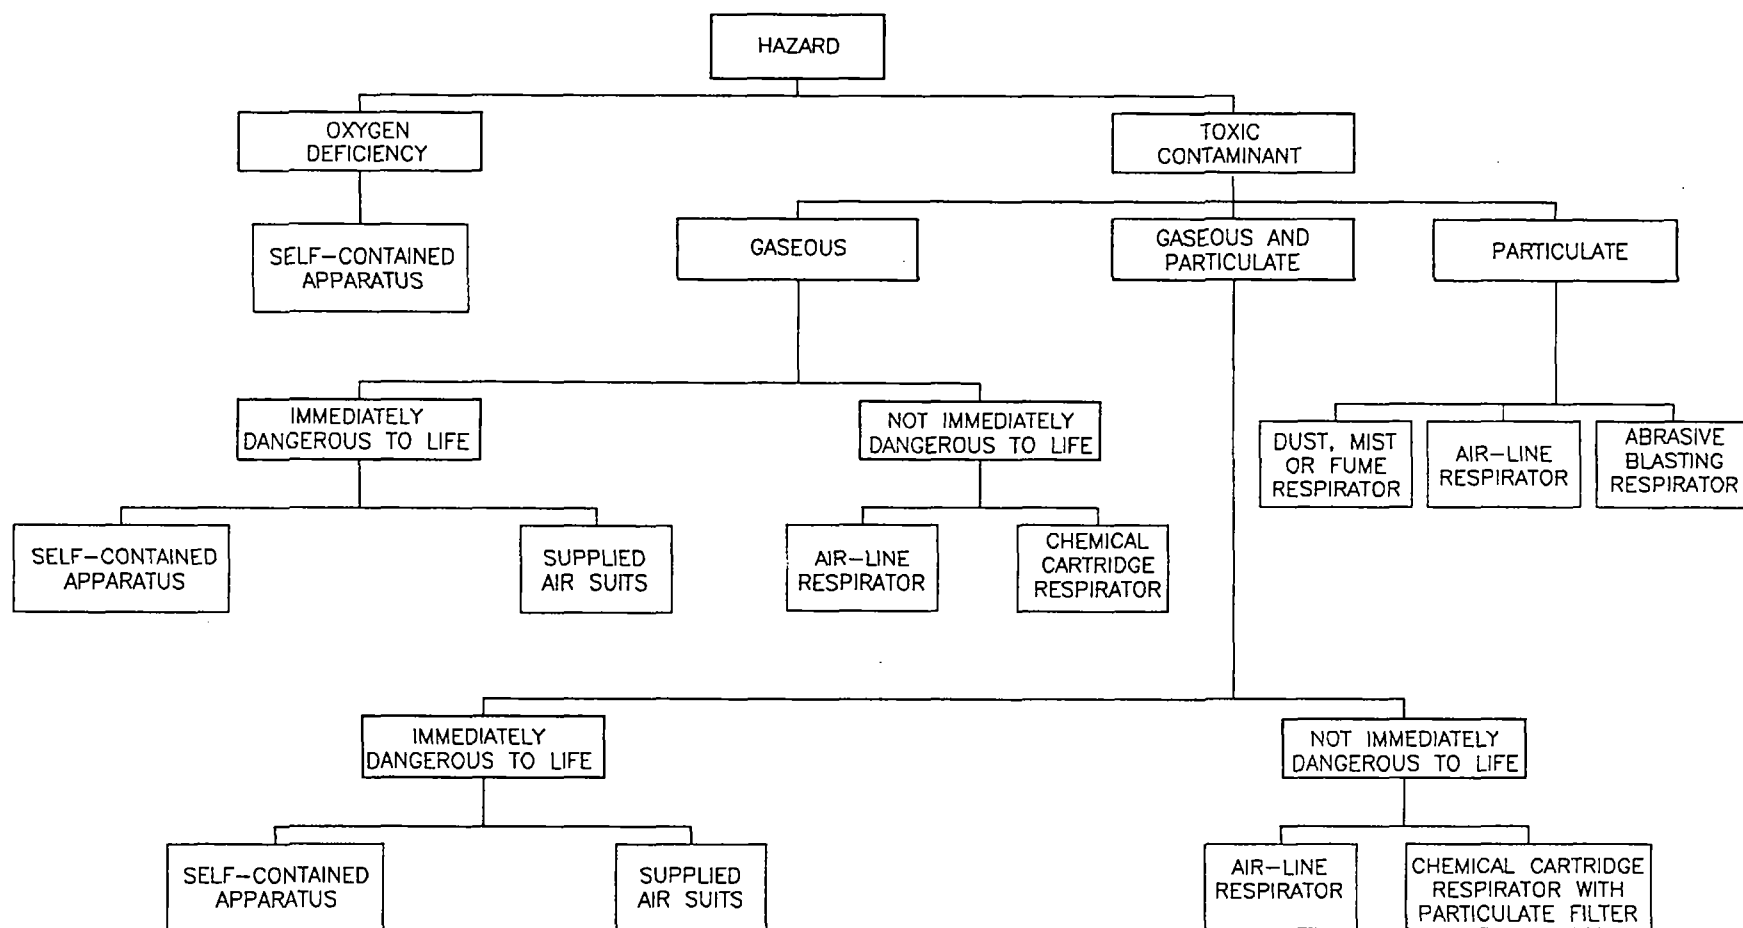 HAZARD
OXYGEN
DEFICIENCY
TOXIC
CONTAMINANT
SELF-CONTAINED
APPARATUS
GASEOUS
GASEOUS AND
PARTICULATE
PARTICULATE
IMMEDIATELY
DANGEROUS TO LIFE
NOT IMMEDIATELY
DANGEROUS TO LIFE
DUST, MIST
OR FUME
RESPIRATOR
AIR-LINE
RESPIRATOR
ABRASIVE
BLASTING
RESPIRATOR
SELF-CONTAINED
APPARATUS
SUPPLIED
AIR SUITS
AIR-LINE
RESPIRATOR
CHEMICAL
CARTRIDGE
RESPIRATOR
IMMEDIATELY
DANGEROUS TO LIFE
NOT IMMEDIATELY
DANGEROUS TO LIFE
SELF-CONTAINED
APPARATUS
SUPPLIED
AIR SUITS
AIR-LINE
RESPIRATOR
CHEMICAL CARTRIDGE
RESPIRATOR WITH
PARTICULATE FILTER